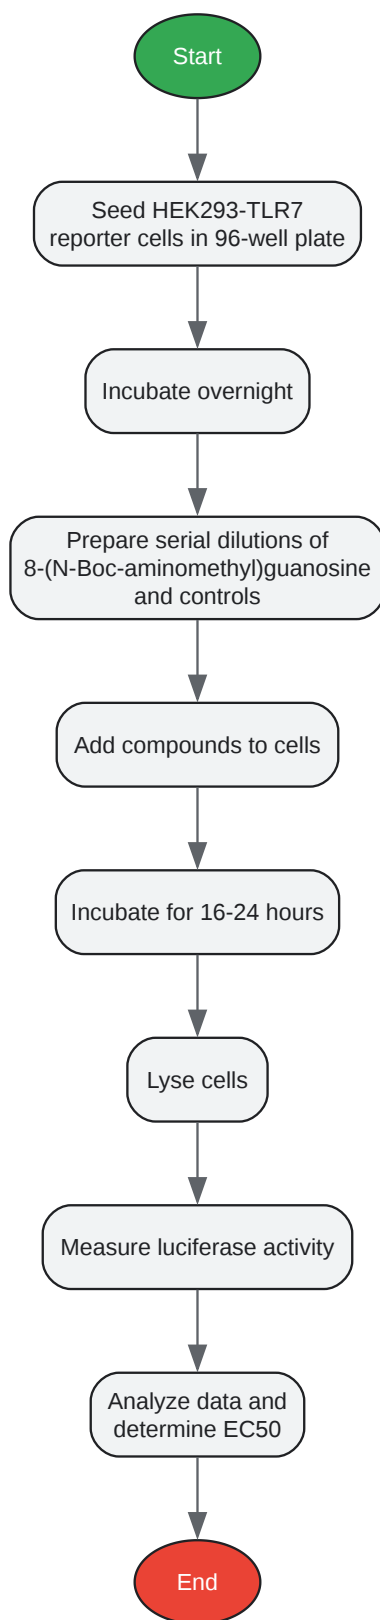 Start
Seed HEK293-TLR7
reporter cells in 96-well plate
Incubate overnight
Prepare serial dilutions of
8-(N-Boc-aminomethyl)guanosine
and controls
Add compounds to cells
Incubate for 16-24 hours
Lyse cells
Measure luciferase activity
Analyze data and
determine EC50
End